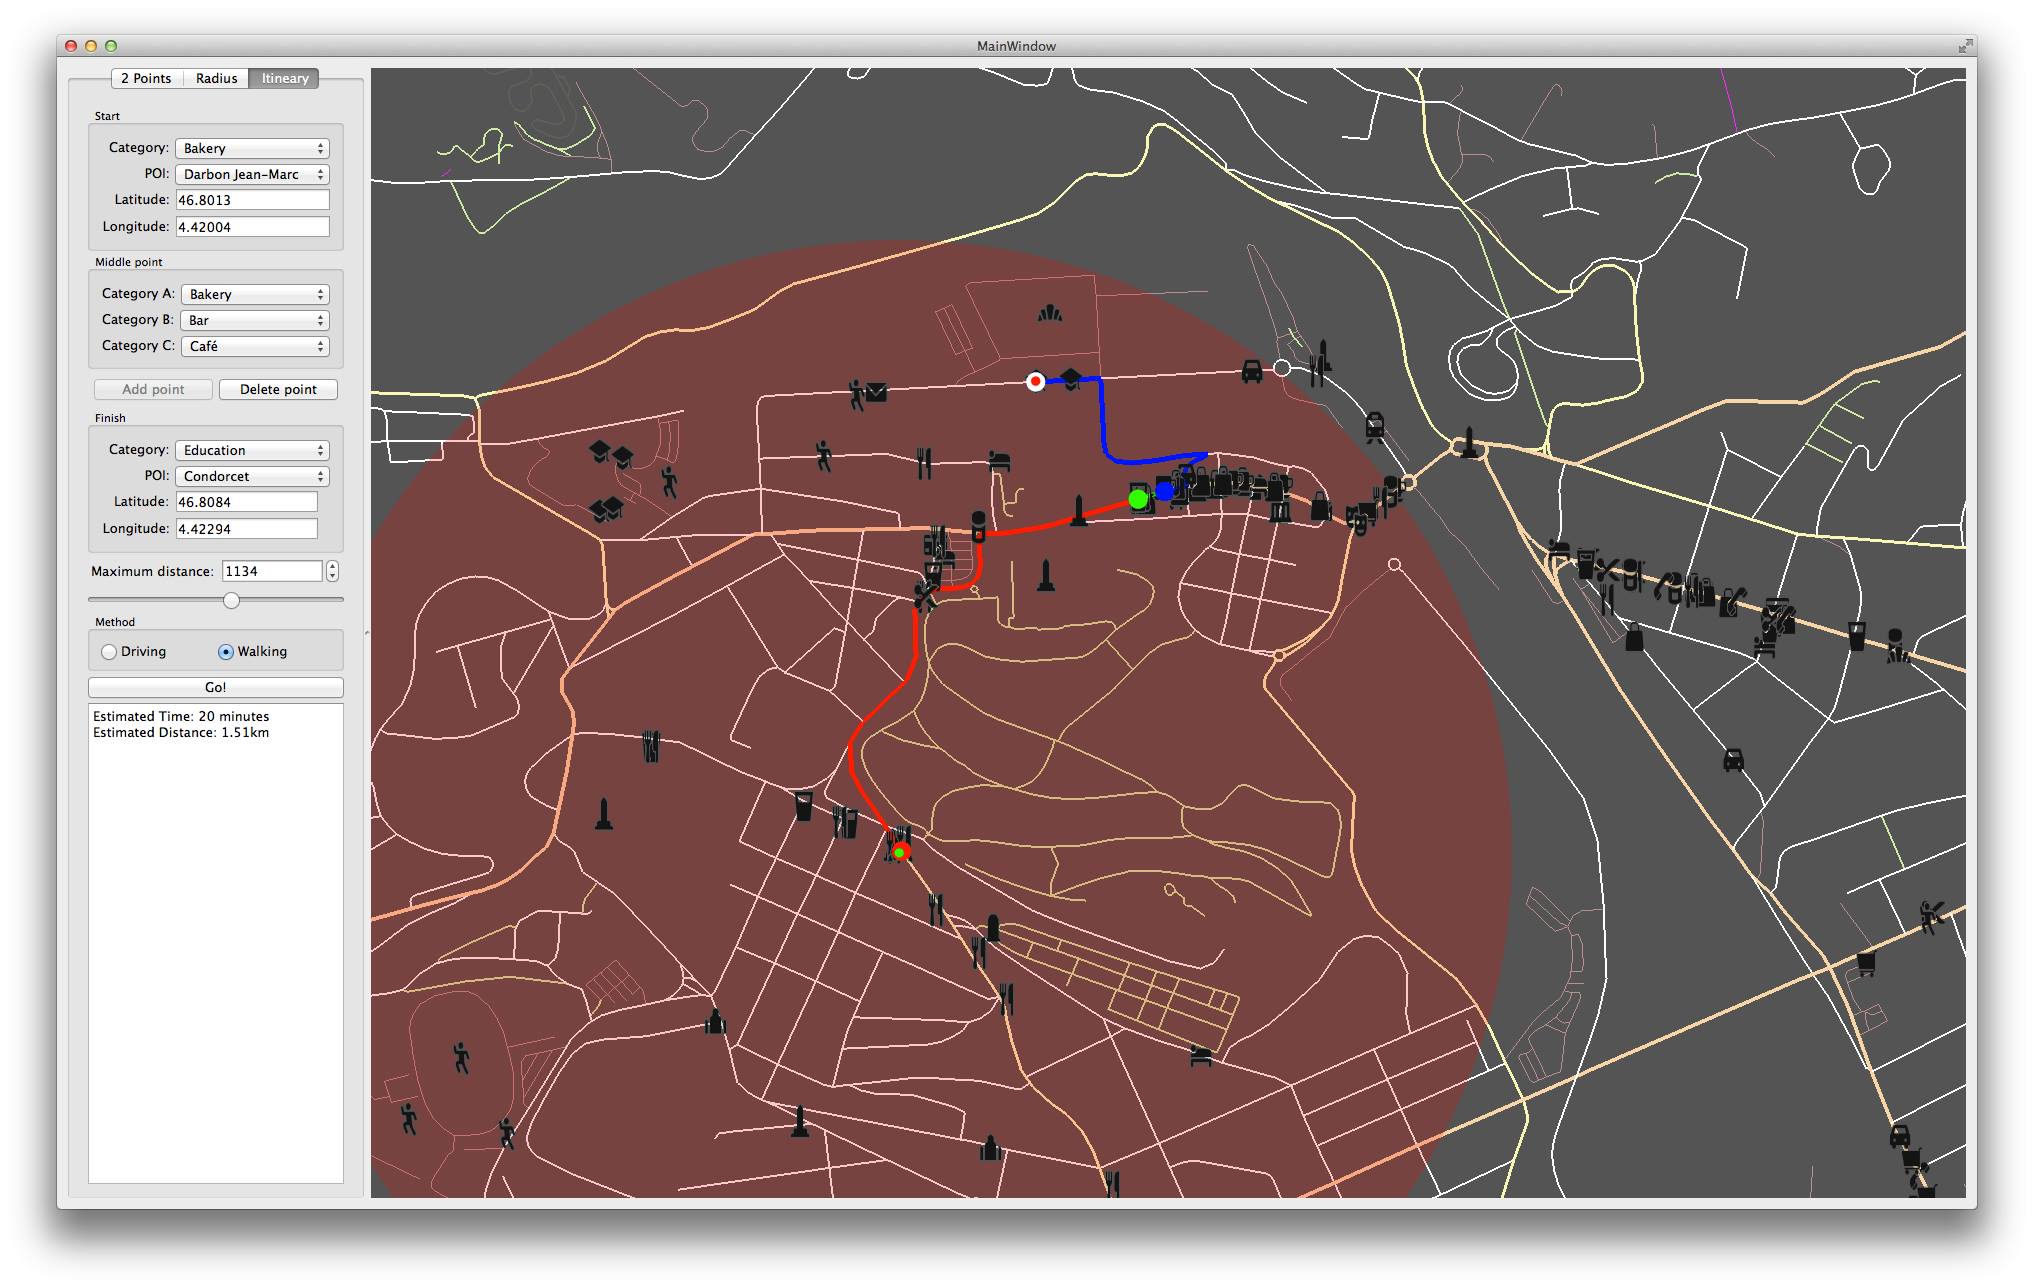 MainWindow
2 Points Radius Itineary
Start
Category: Bakery
POI: Darbon Jean-Marc
Latitude: 46.8013
Longitude: 4.42004
Middle point
Category A: Bakery
Category B: Bar
Category C: Café
Add point Delete point
Finish
Category: Education
POI: Condorcet
Latitude: 46.8084
Longitude: 4.42294
Maximum distance: 1134
Method
Driving Walking
Go!
Estimated Time: 20 minutes
Estimated Distance: 1.51km